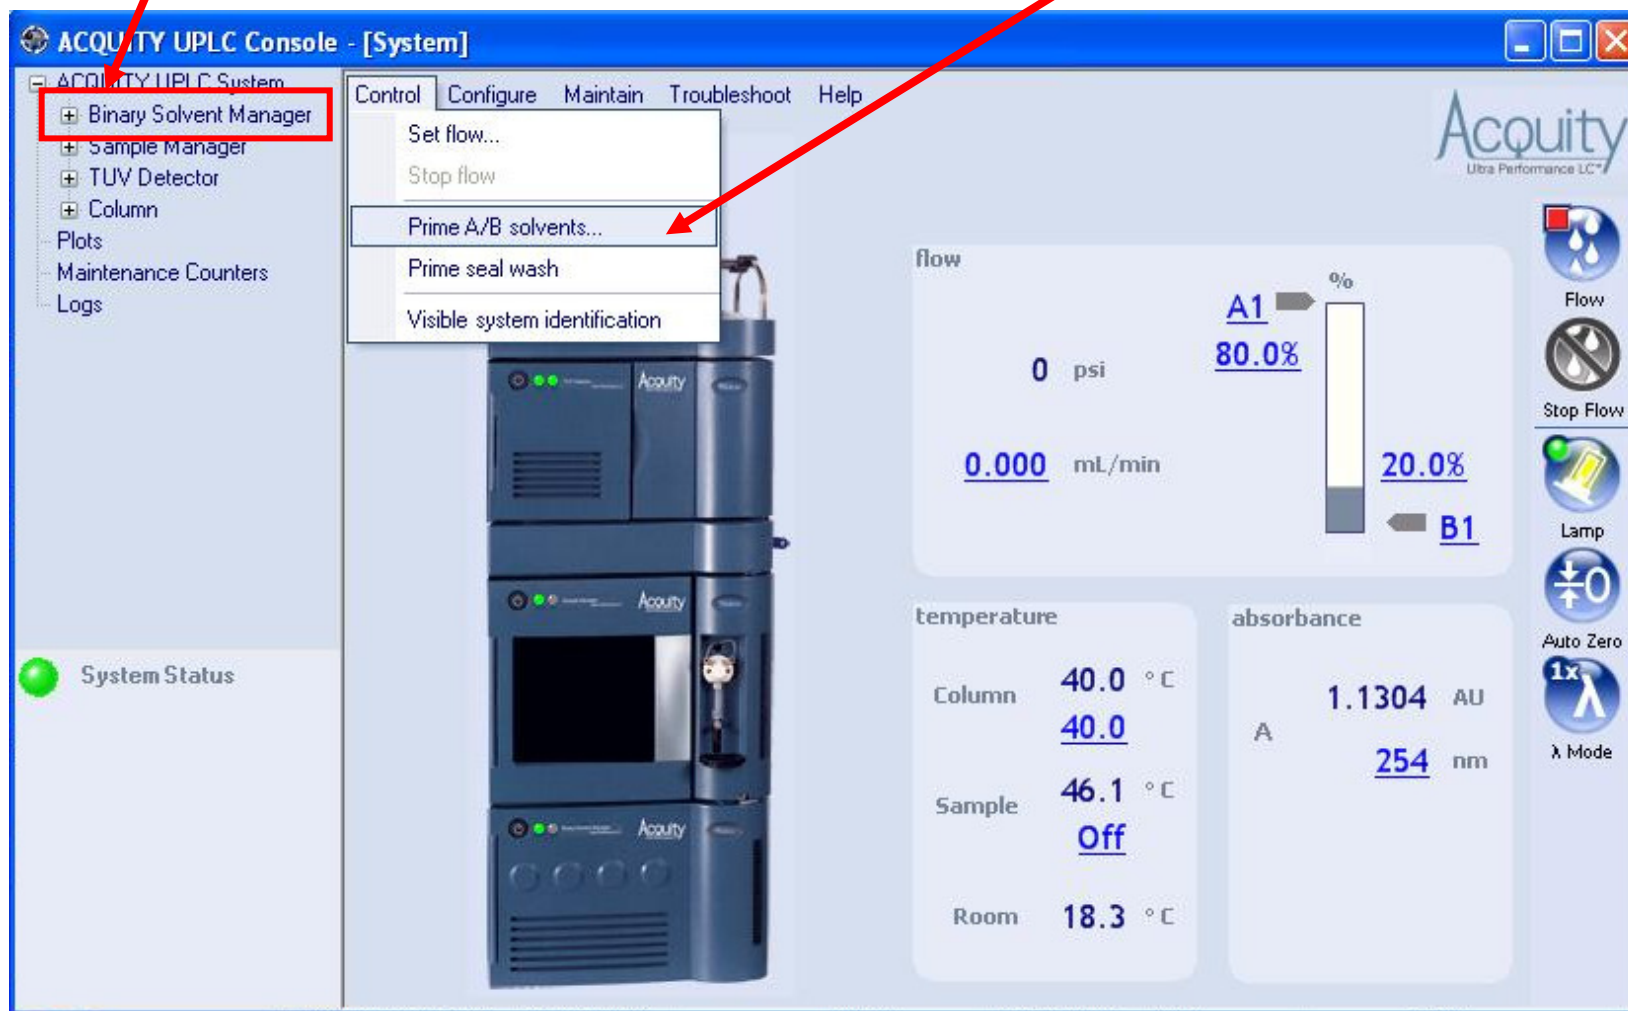 ACQUITY UPLC Console - [System]
ACQUITY UPLC System
Binary Solvent Manager
Sample Manager
TUV Detector
Column
Plots
Maintenance Counters
Logs
System Status
Control Configure Maintain Troubleshoot Help
Set flow...
Stop flow
Prime A/B solvents...
Prime seal wash
Visible system identification
Acquity
Ultra Performance LC
Acquity
Acquity
Acquity
flow
0 psi
0.000 mL/min
%
A1
80.0%
20.0%
B1
temperature
Column 40.0 °C
40.0
Sample 46.1 °C
Off
Room 18.3 °C
absorbance
A 1.1304 AU
254 nm
Flow
Stop Flow
Lamp
0
Auto Zero
1x
λ
λ Mode